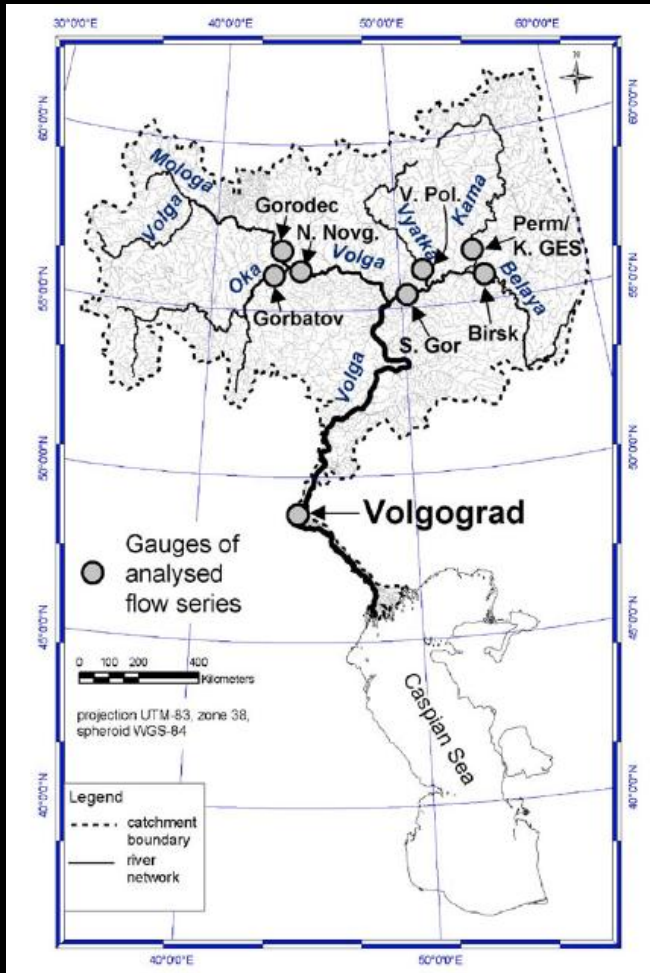 30°0'0"E 40°0'0"E 50°0'0"E 60°0'0"E
60°0'0"N
60°0'0"N
Mologa
Volga
Gorodec
N. Novg.
Volga
Oka
Gorbatov
V. Pol.
Vyatka
Kama
Perm/
K. GES
Belaya
Birsk
S. Gor
Volga
55°0'0"N
55°0'0"N
50°0'0"N
50°0'0"N
Volgograd
Gauges of
analysed
flow series
45°0'0"N
45°0'0"N
0 100 200 400
Kilometers
projection UTM-83, zone 38,
spheroid WGS-84
Caspian Sea
40°0'0"N
40°0'0"N
Legend
catchment
boundary
river
network
40°0'0"E 50°0'0"E